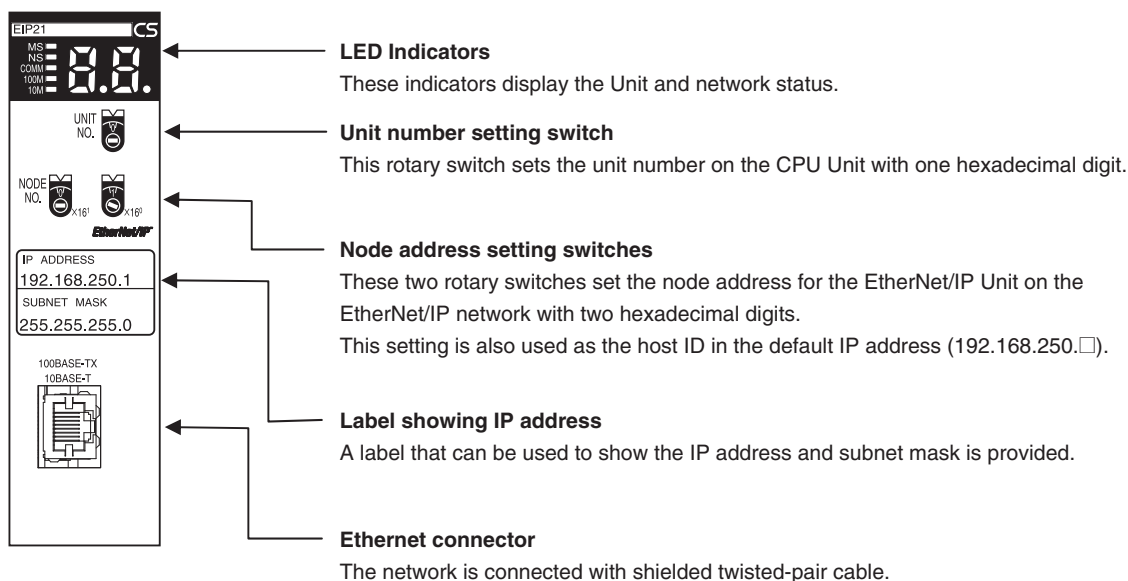 EIP21
CS
MS
NS
COMM
100M
10M
8.8.
UNIT
NO.
NODE
NO.
×16¹
×16⁰
EtherNet/IP
IP ADDRESS
192.168.250.1
SUBNET MASK
255.255.255.0
100BASE-TX
10BASE-T
LED Indicators
These indicators display the Unit and network status.
Unit number setting switch
This rotary switch sets the unit number on the CPU Unit with one hexadecimal digit.
Node address setting switches
These two rotary switches set the node address for the EtherNet/IP Unit on the
EtherNet/IP network with two hexadecimal digits.
This setting is also used as the host ID in the default IP address (192.168.250.□).
Label showing IP address
A label that can be used to show the IP address and subnet mask is provided.
Ethernet connector
The network is connected with shielded twisted-pair cable.